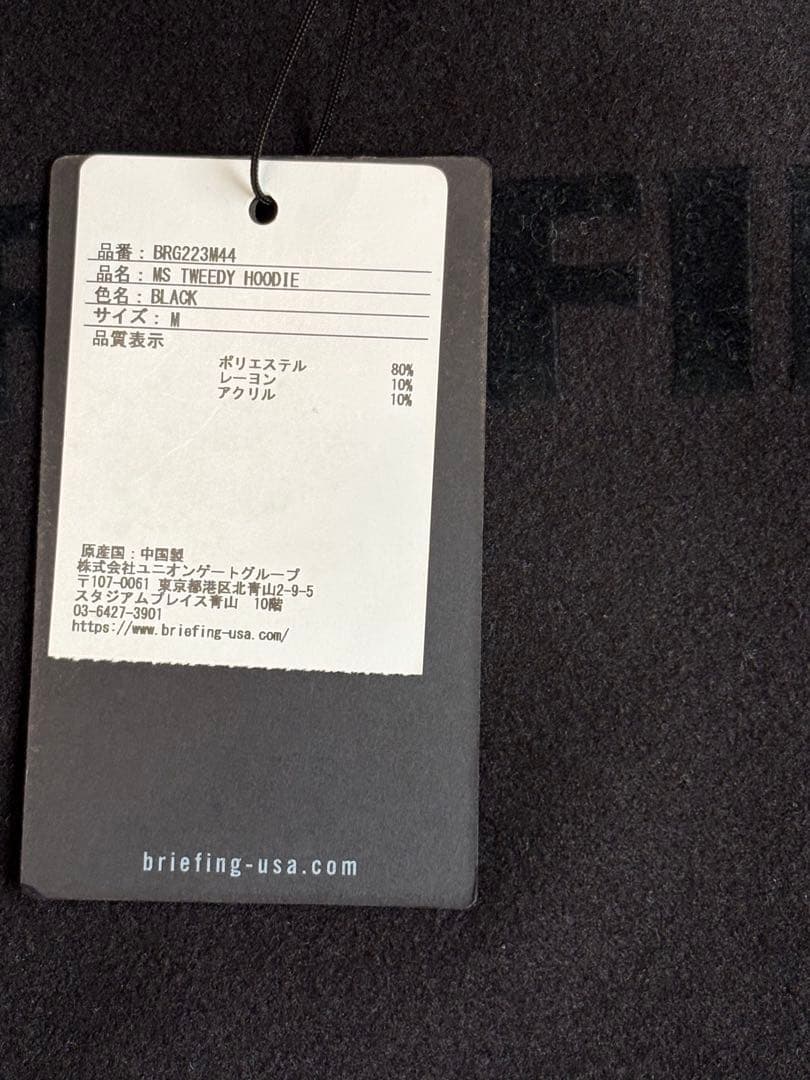 品番：BRG223M44
品名：MS TWEEDY HOODIE
色名：BLACK
サイズ：M
品質表示
ポリエステル 80%
レーヨン 10%
アクリル 10%
原産国：中国製
株式会社ユニオンゲートグループ
〒107-0061 東京都港区北青山2-9-5
スタジアムプレイス青山 10階
03-6427-3901
https://www.briefing-usa.com/
briefing-usa.com